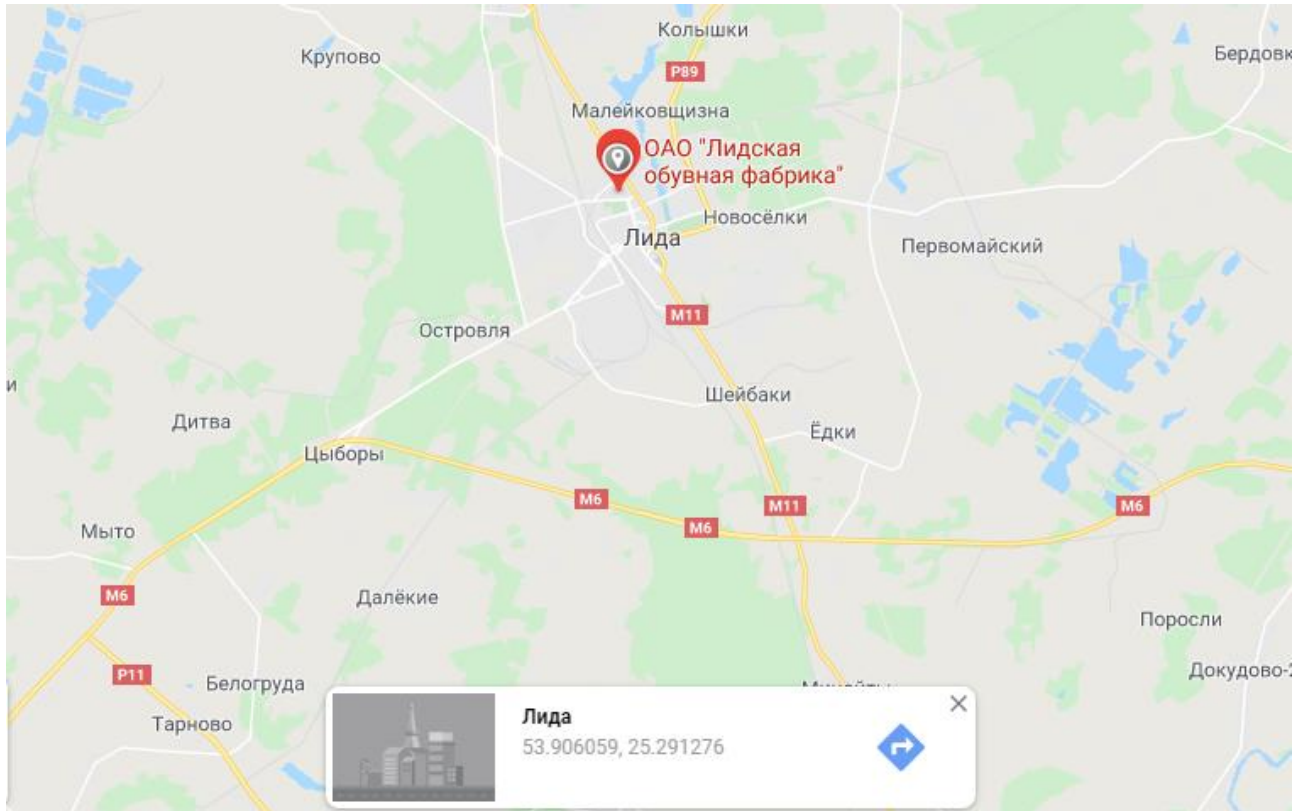 Колышки
Крупово
Бердовк
Р89
Малейковщизна
ОАО "Лидская
обувная фабрика"
Новосёлки
Лида
Первомайский
М11
Островля
и
Шейбаки
Дитва
Ёдки
Цыборы
М6
М11
М6
М6
Мыто
М6
Далёкие
Поросли
Р11
Докудово-2
Белогруда
Тарново
Лида
53.906059, 25.291276